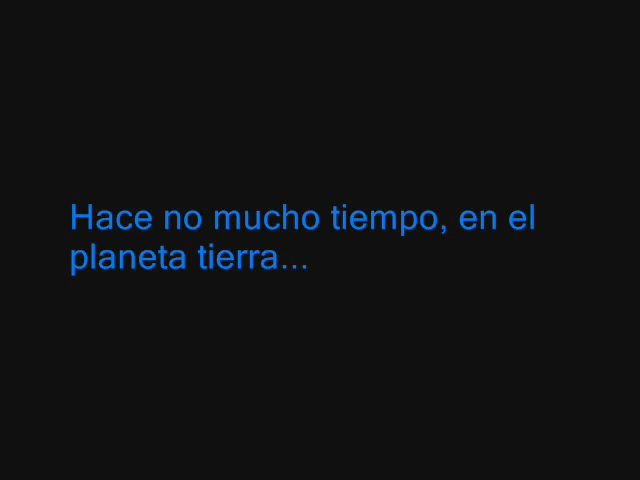 Hace no mucho tiempo, en el
planeta tierra...